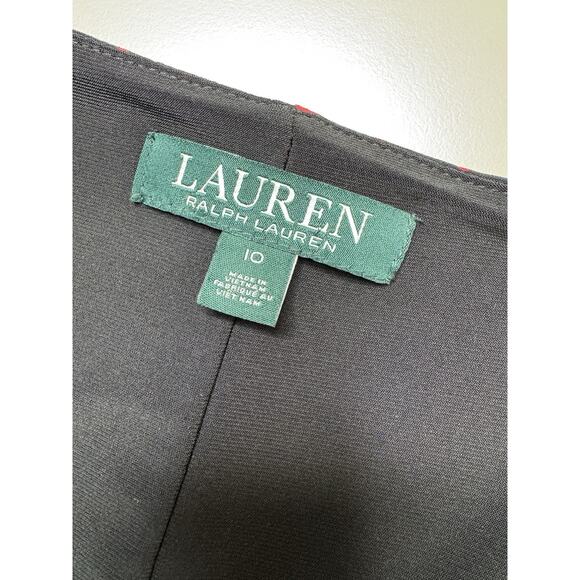 LAUREN
RALPH LAUREN
10
MADE IN
VIETNAM
FABRIQUÉ AU
VIET NAM